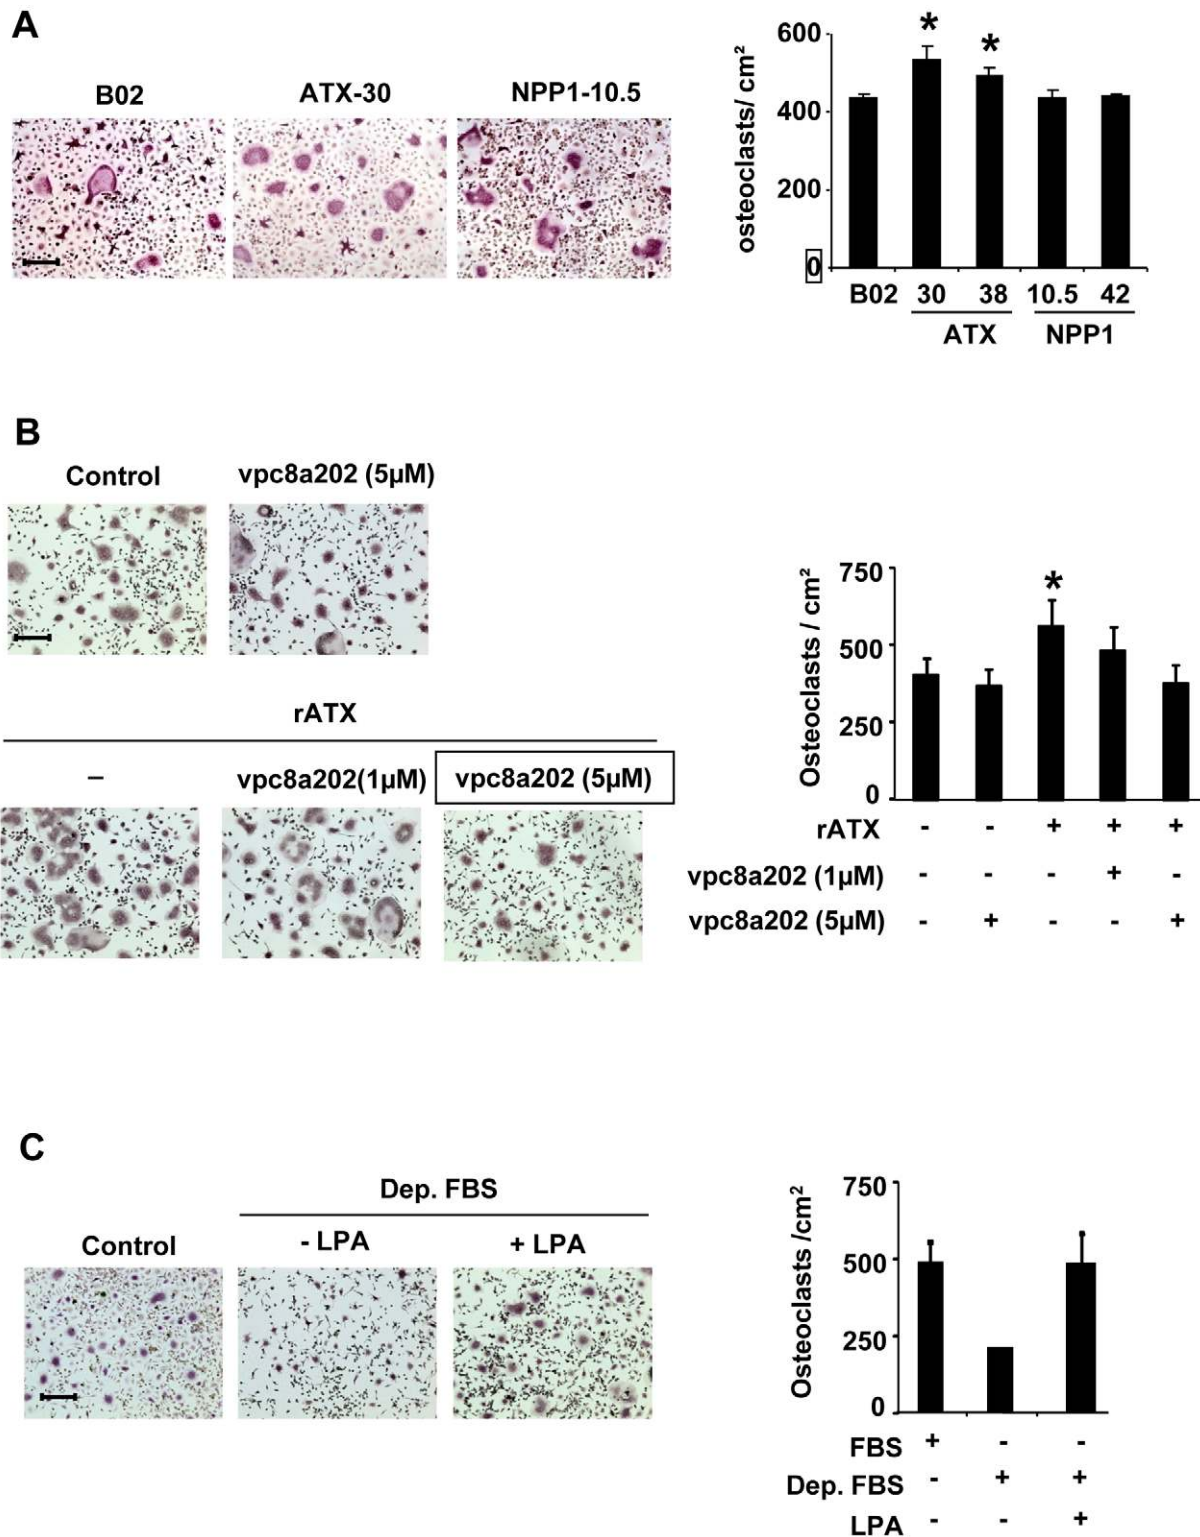 A
B02 ATX-30 NPP1-10.5
osteoclasts/ cm²
600
400
200
0
* *
B02 30 38 10.5 42
ATX NPP1
B
Control vpc8a202 (5µM)
rATX
– vpc8a202(1µM) vpc8a202 (5µM)
Osteoclasts / cm²
750
500
250
0
*
rATX - - + + +
vpc8a202 (1µM) - - - + -
vpc8a202 (5µM) - + - - +
C
Dep. FBS
Control - LPA + LPA
Osteoclasts /cm²
750
500
250
0
FBS + - -
Dep. FBS - + +
LPA - - +